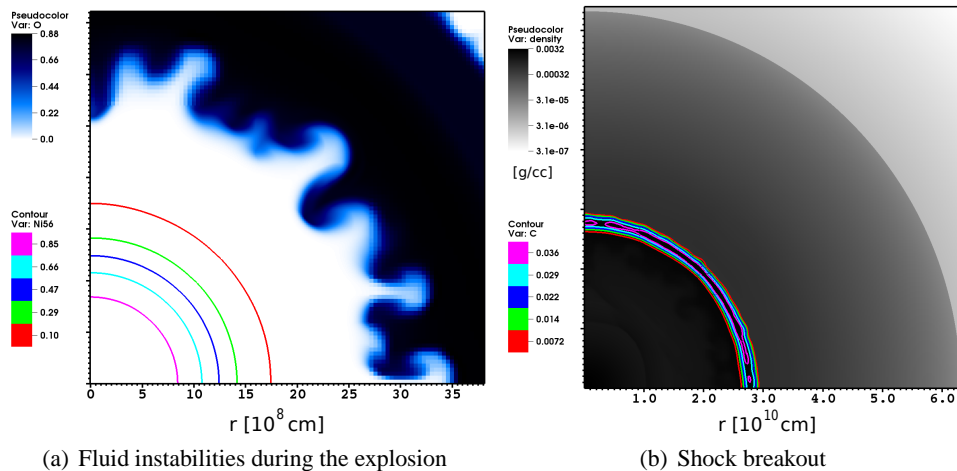 Pseudocolor
Var: O
0.88
0.66
0.44
0.22
0.0
Contour
Var: Ni56
0.85
0.66
0.47
0.29
0.10
0 5 10 15 20 25 30 35
r [10^8 cm]
(a) Fluid instabilities during the explosion
Pseudocolor
Var: density
0.0032
0.00032
3.1e-05
3.1e-06
3.1e-07
[g/cc]
Contour
Var: C
0.036
0.029
0.022
0.014
0.0072
1.0 2.0 3.0 4.0 5.0 6.0
r [10^10 cm]
(b) Shock breakout